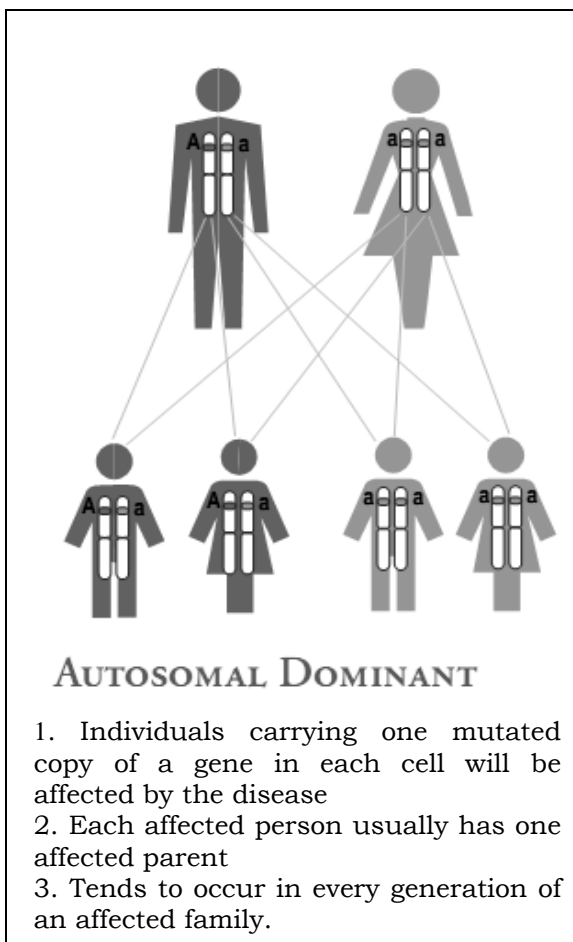 A a a a
A a A a a a a a
AUTOSOMAL DOMINANT
1. Individuals carrying one mutated
copy of a gene in each cell will be
affected by the disease
2. Each affected person usually has one
affected parent
3. Tends to occur in every generation of
an affected family.